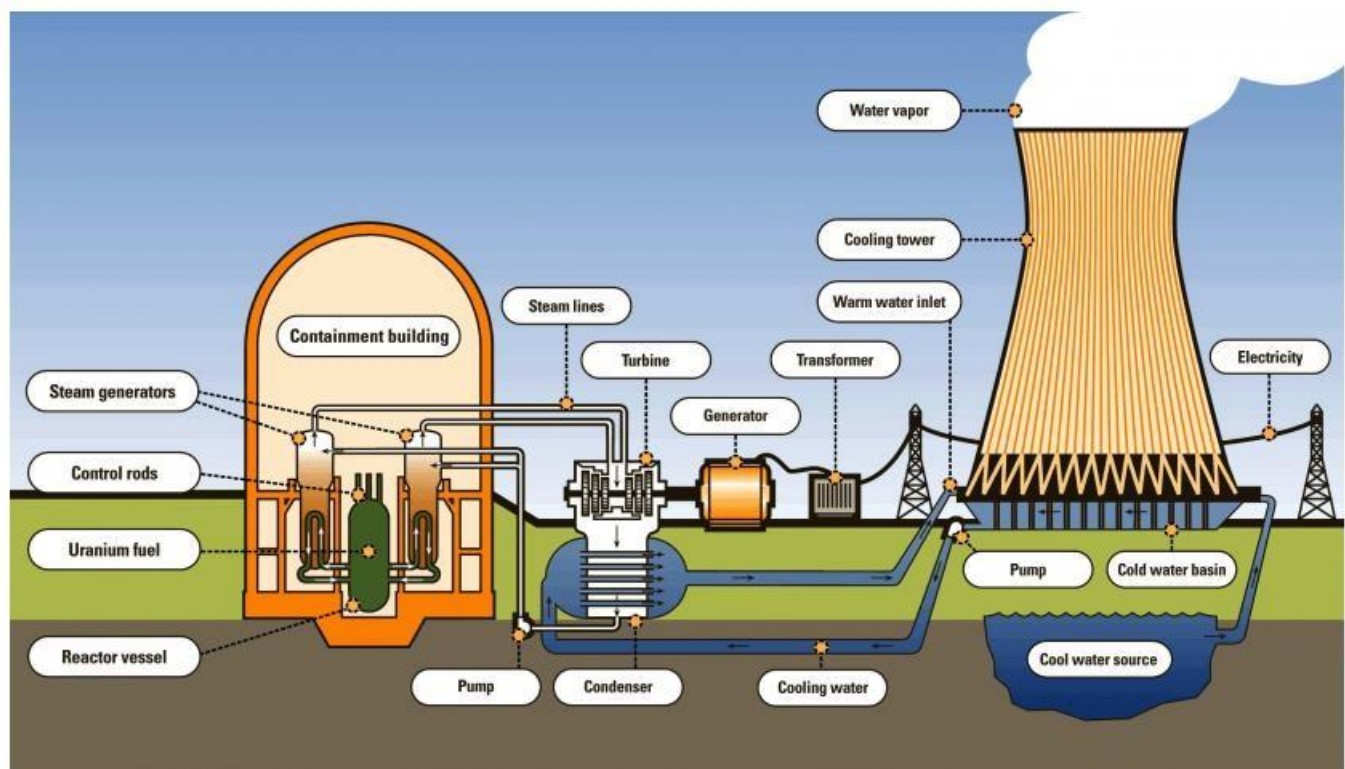 Water vapor
Cooling tower
Steam lines
Warm water inlet
Containment building
Turbine
Transformer
Electricity
Steam generators
Generator
Control rods
Uranium fuel
Pump
Cold water basin
Reactor vessel
Cool water source
Pump
Condenser
Cooling water